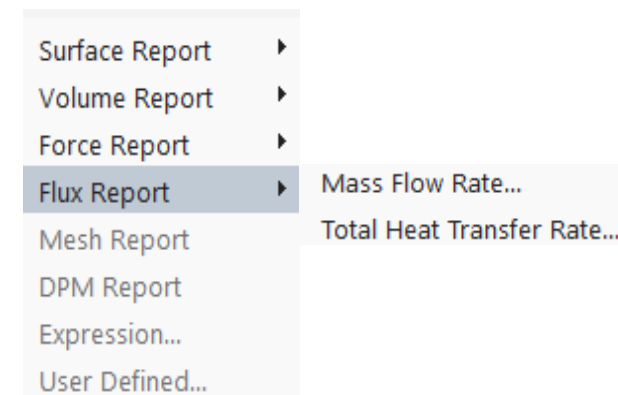 Surface Report
Volume Report
Force Report
Flux Report
Mass Flow Rate...
Total Heat Transfer Rate...
Mesh Report
DPM Report
Expression...
User Defined...